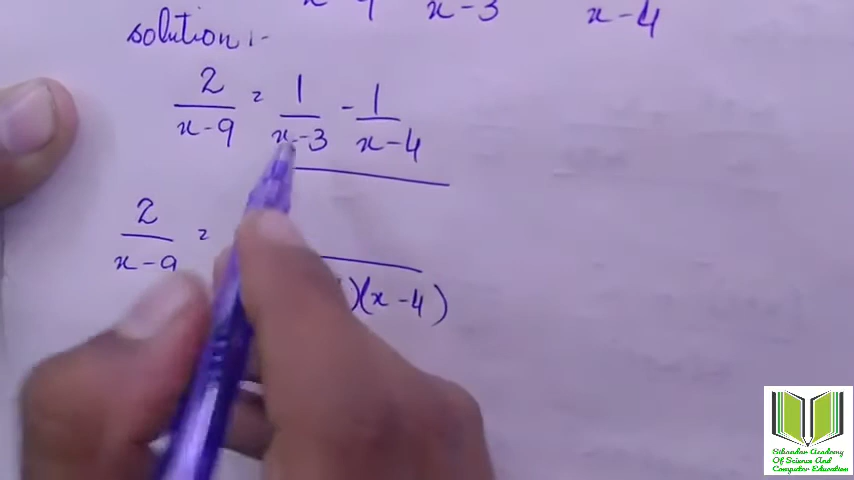 x-3 x-4
solution:-
2/(x-9) = 1/(x-3) - 1/(x-4)
2/(x-9) =
)(x-4)
Sikandar Academy
Of Science And
Computer Education